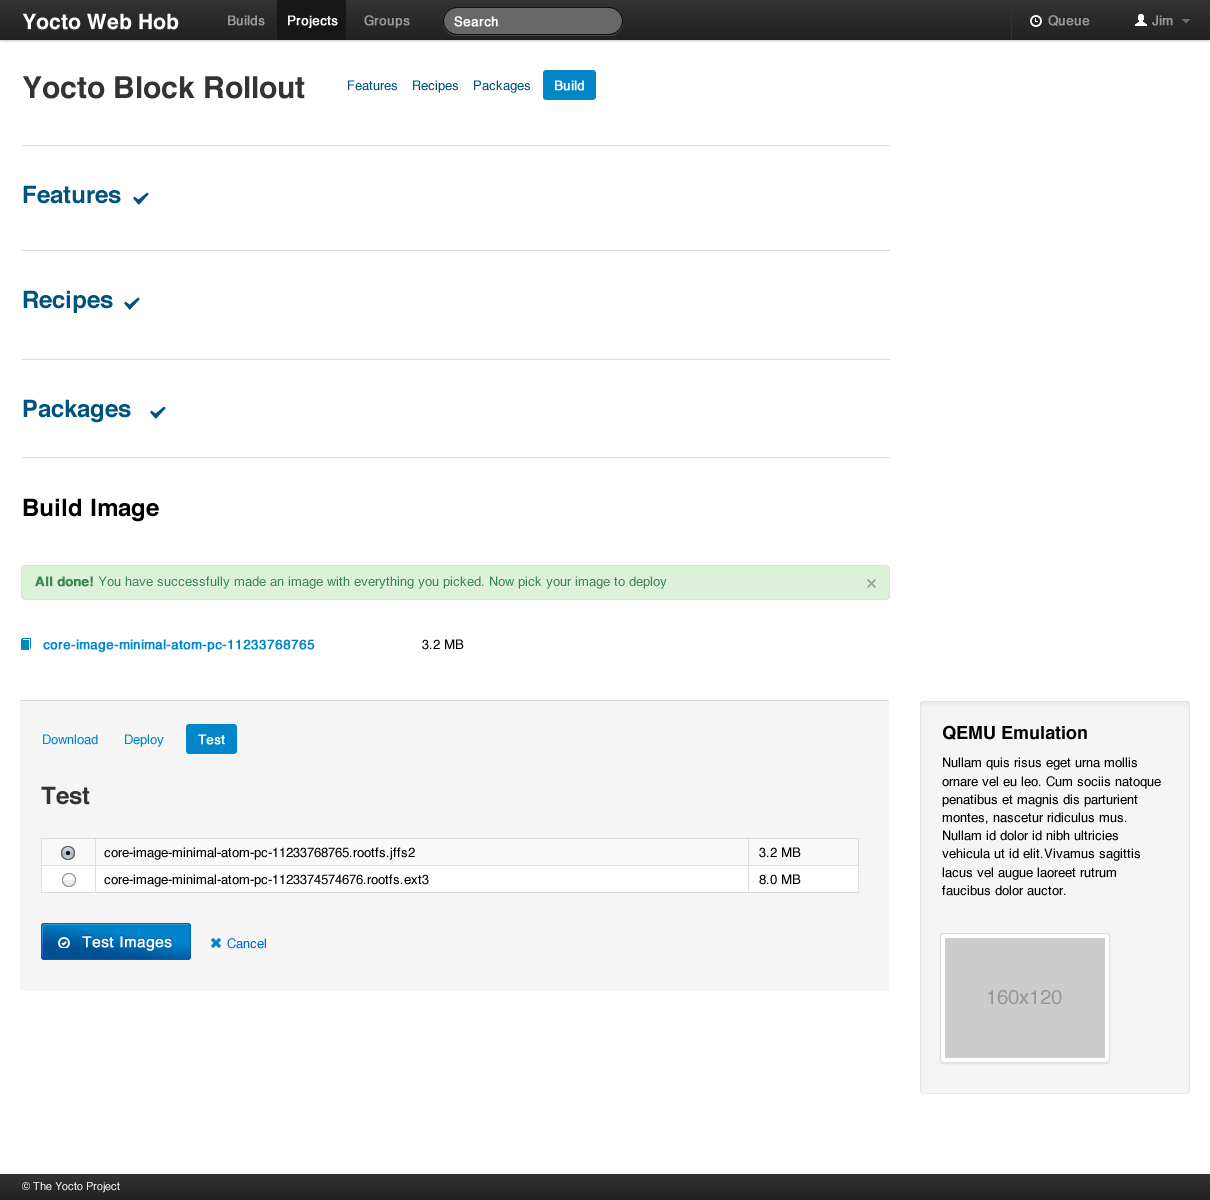 Yocto Web Hob Builds Projects Groups Search Queue Jim
Yocto Block Rollout Features Recipes Packages Build
Features
Recipes
Packages
Build Image
All done! You have successfully made an image with everything you picked. Now pick your image to deploy ×
core-image-minimal-atom-pc-11233768765 3.2 MB
Download Deploy Test
Test
core-image-minimal-atom-pc-11233768765.rootfs.jffs2 3.2 MB
core-image-minimal-atom-pc-1123374574676.rootfs.ext3 8.0 MB
Test Images Cancel
QEMU Emulation
Nullam quis risus eget urna mollis
ornare vel eu leo. Cum sociis natoque
penatibus et magnis dis parturient
montes, nascetur ridiculus mus.
Nullam id dolor id nibh ultricies
vehicula ut id elit.Vivamus sagittis
lacus vel augue laoreet rutrum
faucibus dolor auctor.
160x120
© The Yocto Project